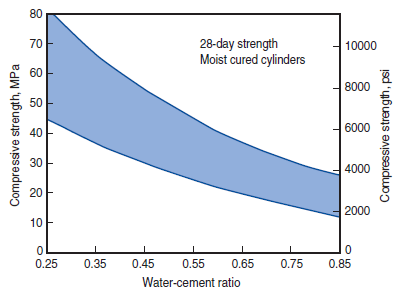 80
70
60
50
40
30
20
10
0
Compressive strength, MPa
28-day strength
Moist cured cylinders
10000
8000
6000
4000
2000
0
Compressive strength, psi
0.25 0.35 0.45 0.55 0.65 0.75 0.85
Water-cement ratio